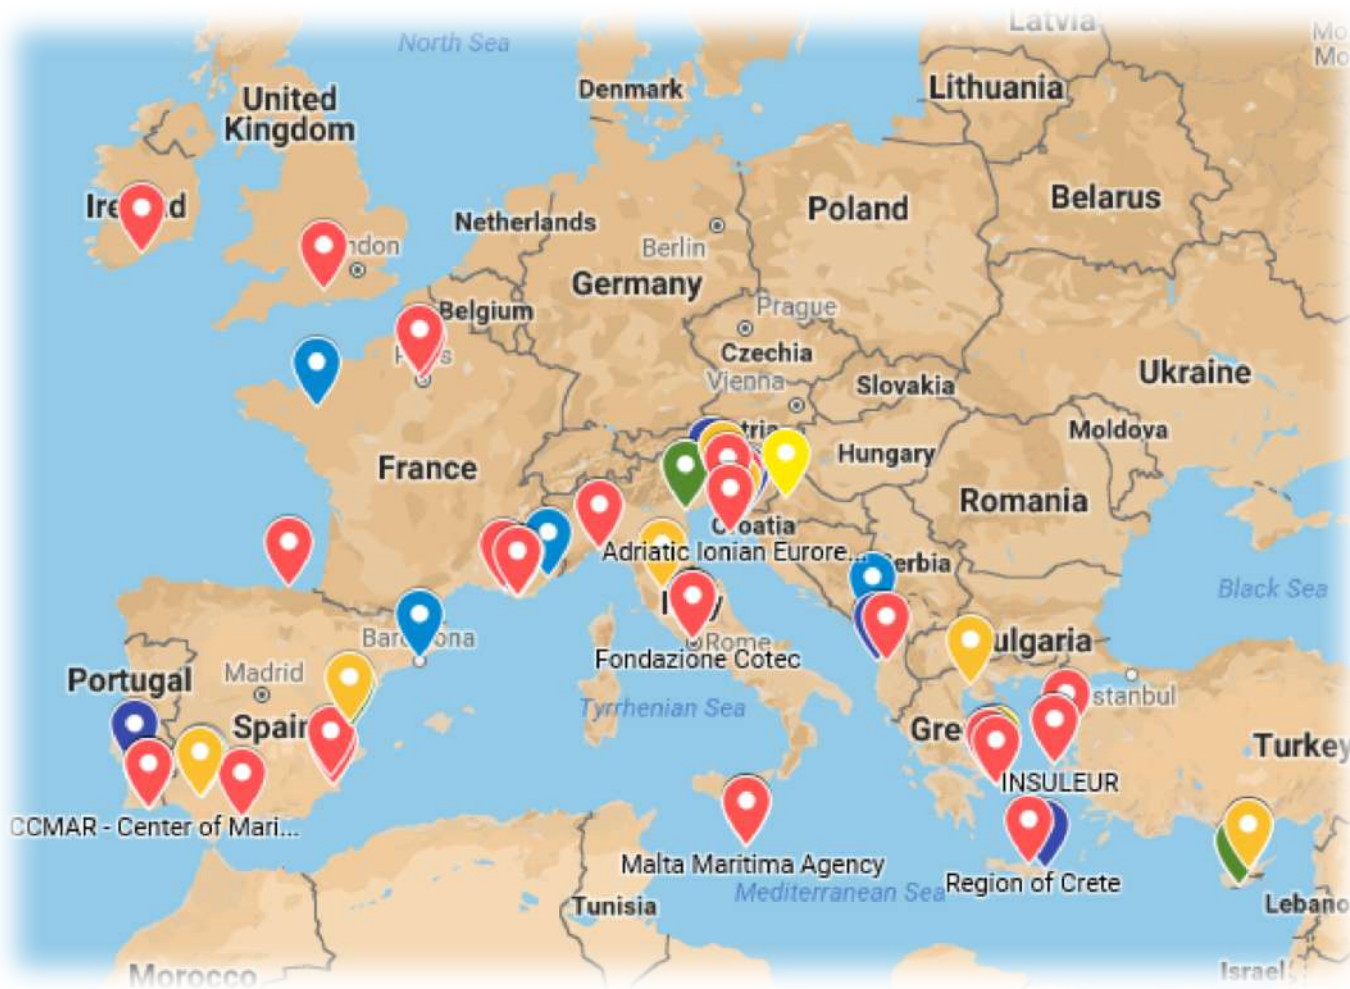 Latvia
North Sea
Denmark
Lithuania
United
Kingdom
Belarus
Poland
Netherlands
Berlin
Germany
Belgium
Prague
Czechia
Vienna
Slovakia
Ukraine
Moldova
Hungary
France
Romania
Croatia
Adriatic Ionian Eurore...
Black Sea
Rome
Fondazione Cotec
Portugal
Madrid
Spain
Tyrrhenian Sea
Turkey
INSULEUR
CCMAR - Center of Mari...
Malta Maritima Agency
Region of Crete
Mediterranean Sea
Tunisia
Lebano
Israel
Morocco